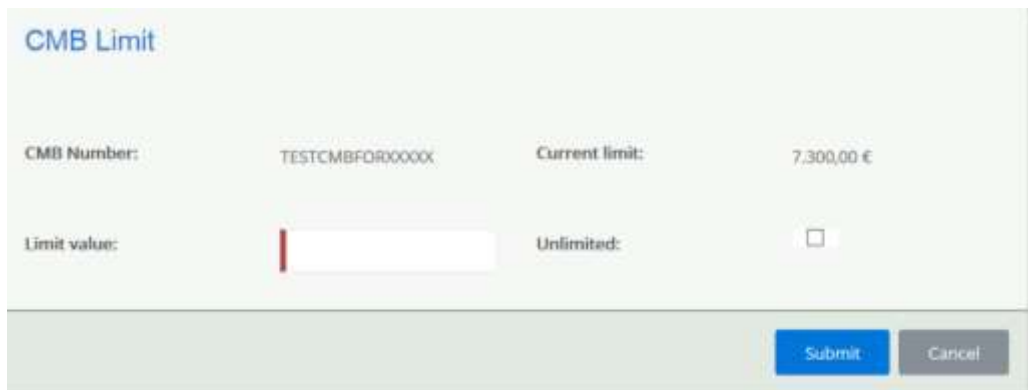 CMB Limit
CMB Number: TESTCMBFORXXXXX Current limit: 7.300,00 €
Limit value: Unlimited:
Submit Cancel